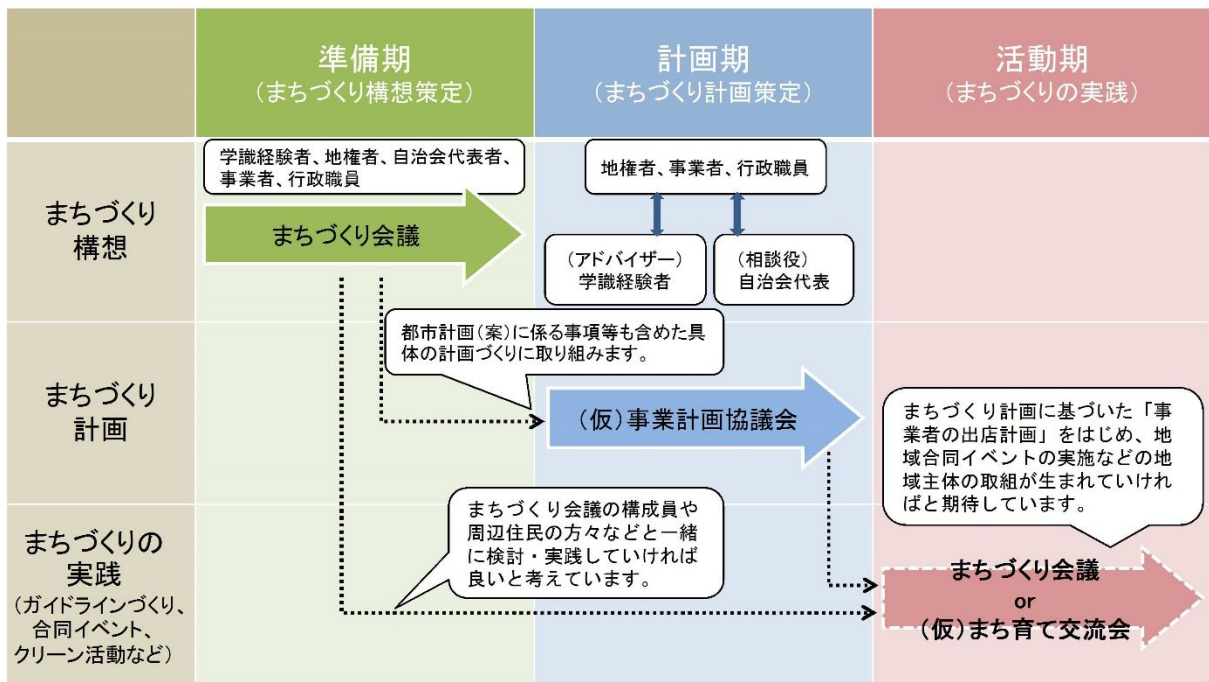 準備期
(まちづくり構想策定)
計画期
(まちづくり計画策定)
活動期
(まちづくりの実践)
まちづくり
構想
学識経験者、地権者、自治会代表者、
事業者、行政職員
まちづくり会議
地権者、事業者、行政職員
(アドバイザー)
学識経験者
(相談役)
自治会代表
まちづくり
計画
都市計画(案)に係る事項等も含めた具
体の計画づくりに取り組みます。
(仮)事業計画協議会
まちづくり計画に基づいた「事
業者の出店計画」をはじめ、地
域合同イベントの実施などの地
域主体の取組が生まれていけれ
ばと期待しています。
まちづくりの
実践
(ガイドラインづくり、
合同イベント、
クリーン活動など)
まちづくり会議の構成員や
周辺住民の方々などと一緒
に検討・実践していければ
良いと考えています。
まちづくり会議
or
(仮)まち育て交流会